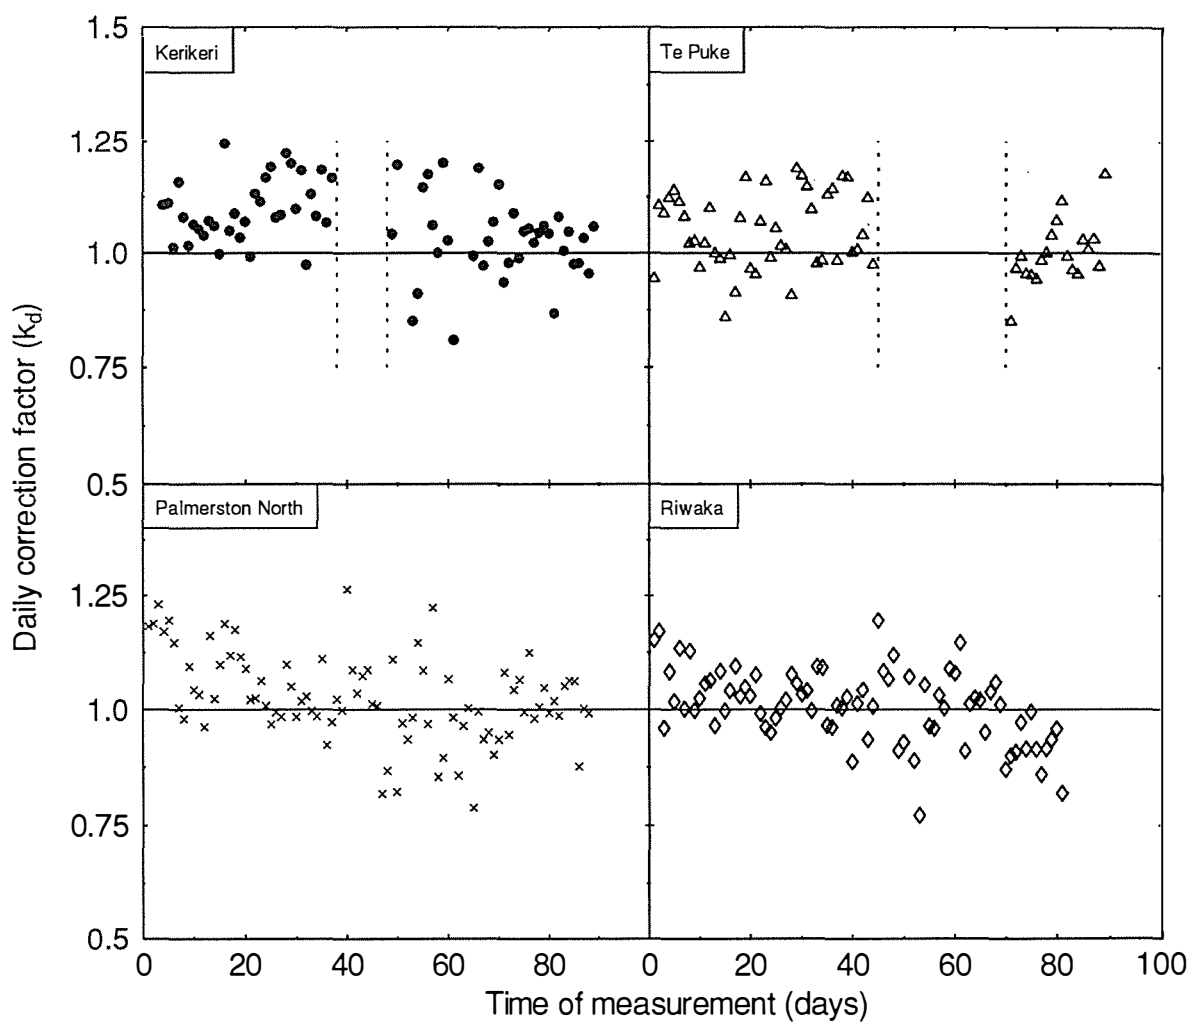 1.5
Kerikeri
Te Puke
1.25
1.0
0.75
0.5
Palmerston North
Riwaka
1.25
1.0
0.75
0.5
0 20 40 60 80 0 20 40 60 80 100
Time of measurement (days)
Daily correction factor (kd)